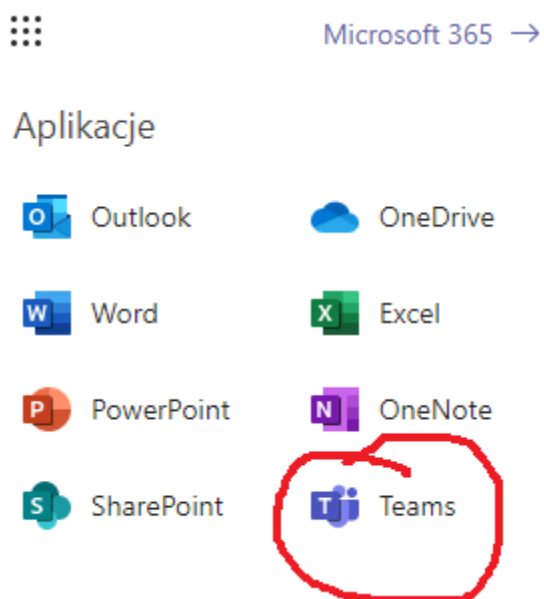 Microsoft 365 →
Aplikacje
Outlook OneDrive
Word Excel
PowerPoint OneNote
SharePoint Teams